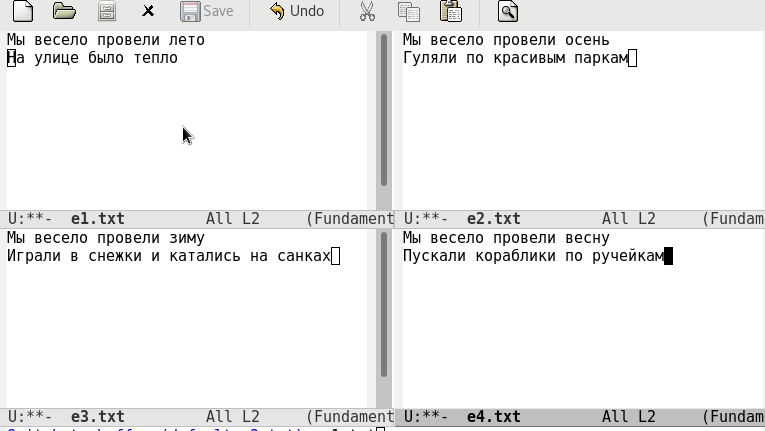 Save Undo
Мы весело провели лето
На улице было тепло
U:**- e1.txt All L2 (Fundament
Мы весело провели осень
Гуляли по красивым паркам
U:**- e2.txt All L2 (Fundam
Мы весело провели зиму
Играли в снежки и катались на санках
U:**- e3.txt All L2 (Fundament
Мы весело провели весну
Пускали кораблики по ручейкам
U:**- e4.txt All L2 (Fundam